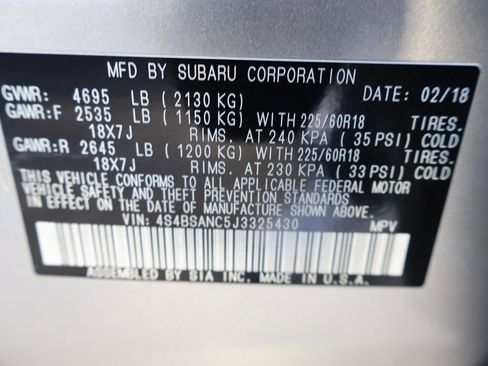 MFD BY SUBARU CORPORATION DATE: 02/18
GVWR: 4695 LB (2130 KG)
GAWR:F 2535 LB (1150 KG) WITH 225/60R18 TIRES.
18X7J RIMS. AT 240 KPA (35 PSI) COLD
GAWR:R 2645 LB (1200 KG) WITH 225/60R18 TIRES.
18X7J RIMS. AT 230 KPA (33 PSI) COLD
THIS VEHICLE CONFORMS TO ALL APPLICABLE FEDERAL MOTOR
VEHICLE SAFETY AND THEFT PREVENTION STANDARDS
IN EFFECT ON THE DATE OF MANUFACTURE SHOWN ABOVE.
VIN: 4S4BSANC5J3325430 MPV
ASSEMBLED BY SIA INC. MADE IN U.S.A.